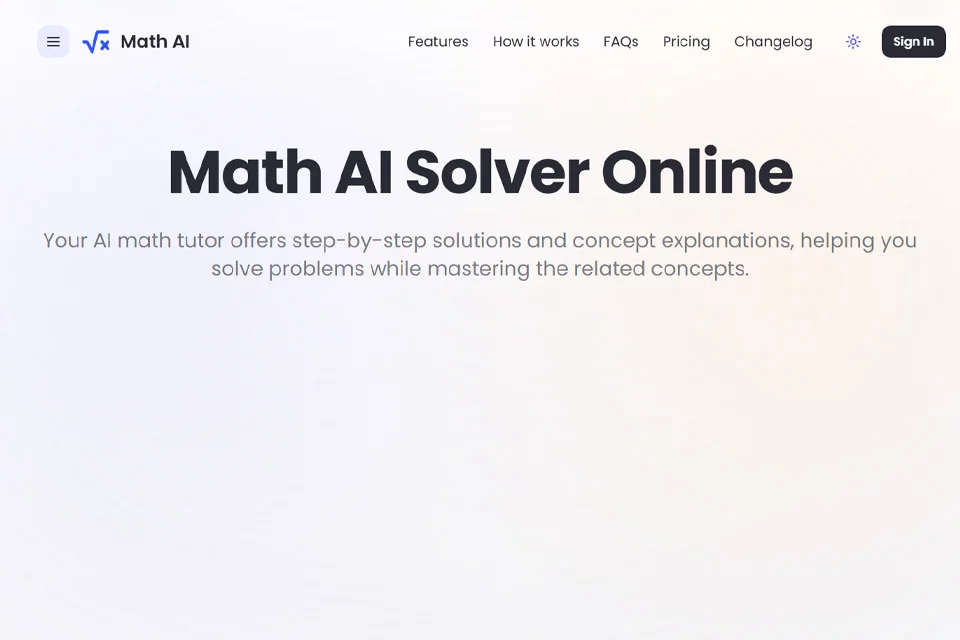 Math AI
Features
How it works
FAQs
Pricing
Changelog
Sign In
Math AI Solver Online
Your AI math tutor offers step-by-step solutions and concept explanations, helping you
solve problems while mastering the related concepts.